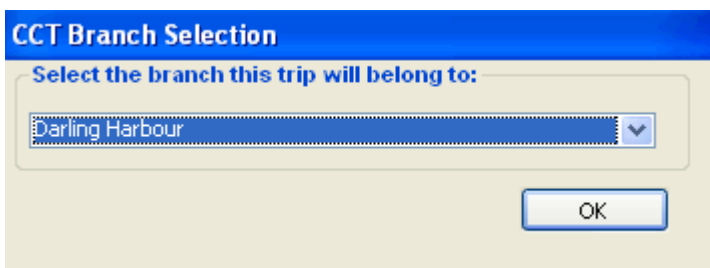 CCT Branch Selection
Select the branch this trip will belong to:
Darling Harbour
OK